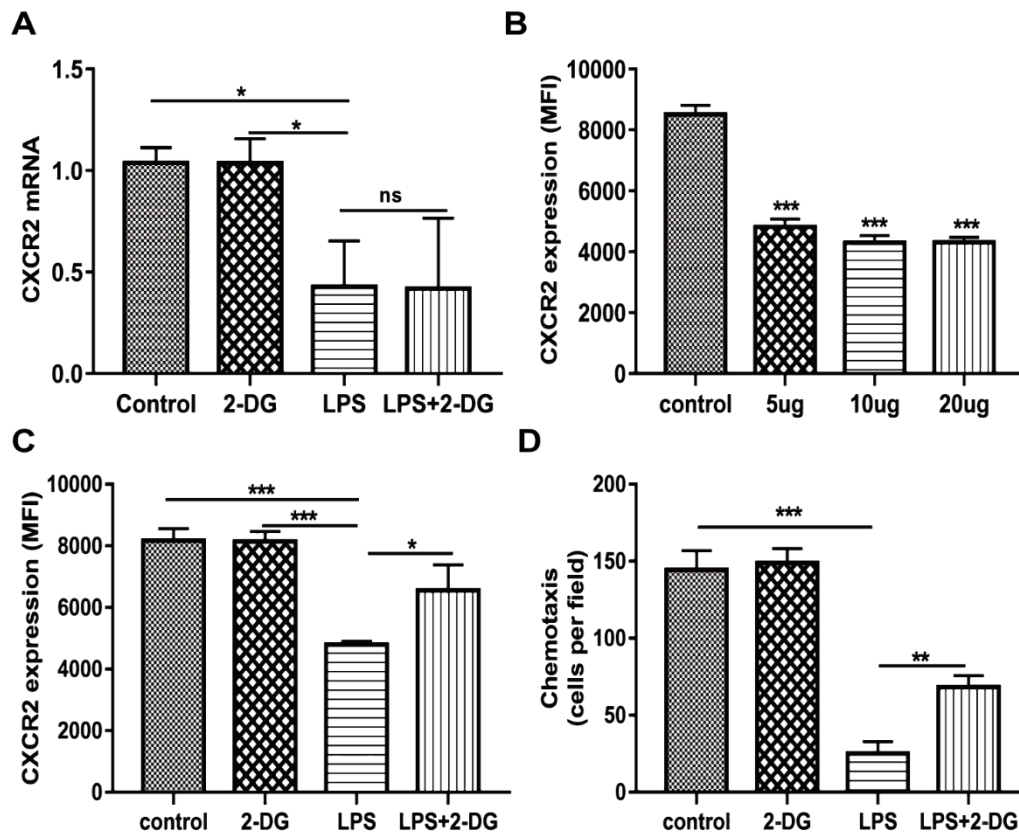 A
CXCR2 mRNA
1.5
1.0
0.5
0.0
*
*
ns
Control 2-DG LPS LPS+2-DG
B
CXCR2 expression (MFI)
10000
8000
6000
4000
2000
0
*** *** ***
control 5ug 10ug 20ug
C
CXCR2 expression (MFI)
10000
8000
6000
4000
2000
0
***
***
*
control 2-DG LPS LPS+2-DG
D
Chemotaxis
(cells per field)
200
150
100
50
0
***
**
control 2-DG LPS LPS+2-DG